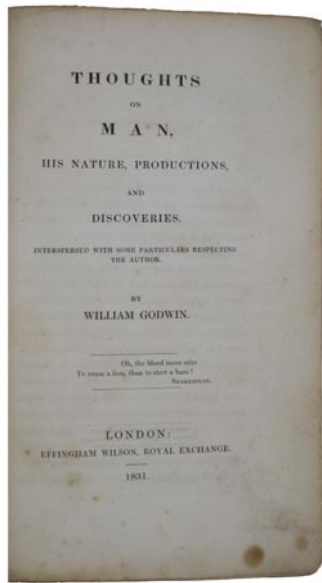 THOUGHTS
ON
MAN,
HIS NATURE, PRODUCTIONS,
AND
DISCOVERIES.
INTERSPERSED WITH SOME PARTICULARS RESPECTING
THE AUTHOR.
BY
WILLIAM GODWIN.
Oh, the blood more stirs
To rouse a lion, than to start a hare!
SHAKESPEAR.
LONDON:
EFFINGHAM WILSON, ROYAL EXCHANGE.
1831.